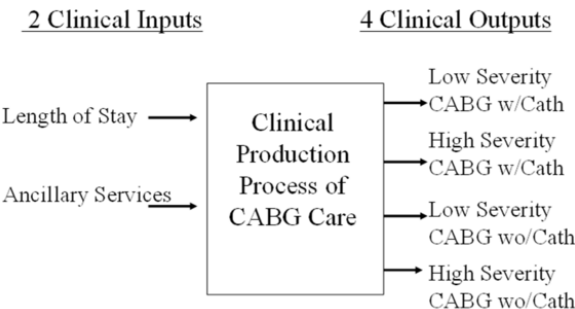 2 Clinical Inputs
4 Clinical Outputs
Length of Stay
Ancillary Services
Clinical
Production
Process of
CABG Care
Low Severity
CABG w/Cath
High Severity
CABG w/Cath
Low Severity
CABG wo/Cath
High Severity
CABG wo/Cath